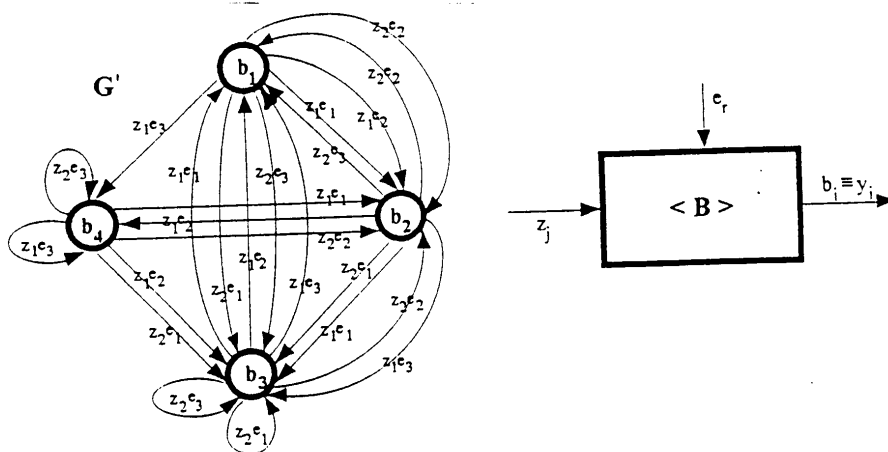 G'
b₁
b₂
b₃
b₄
z₂e₂
z₂e₂
z₁e₂
z₁e₁
z₂e₃
z₁e₃
z₂e₃
z₁e₃
z₁e₁
z₁e₂
z₂e₂
z₁e₁
z₂e₃
z₁e₂
z₂e₁
z₁e₃
z₁e₂
z₂e₁
z₂e₁
z₁e₁
z₃e₂
z₁e₃
z₂e₃
z₂e₁
eᵣ
zⱼ
< B >
bᵢ ≡ yᵢ